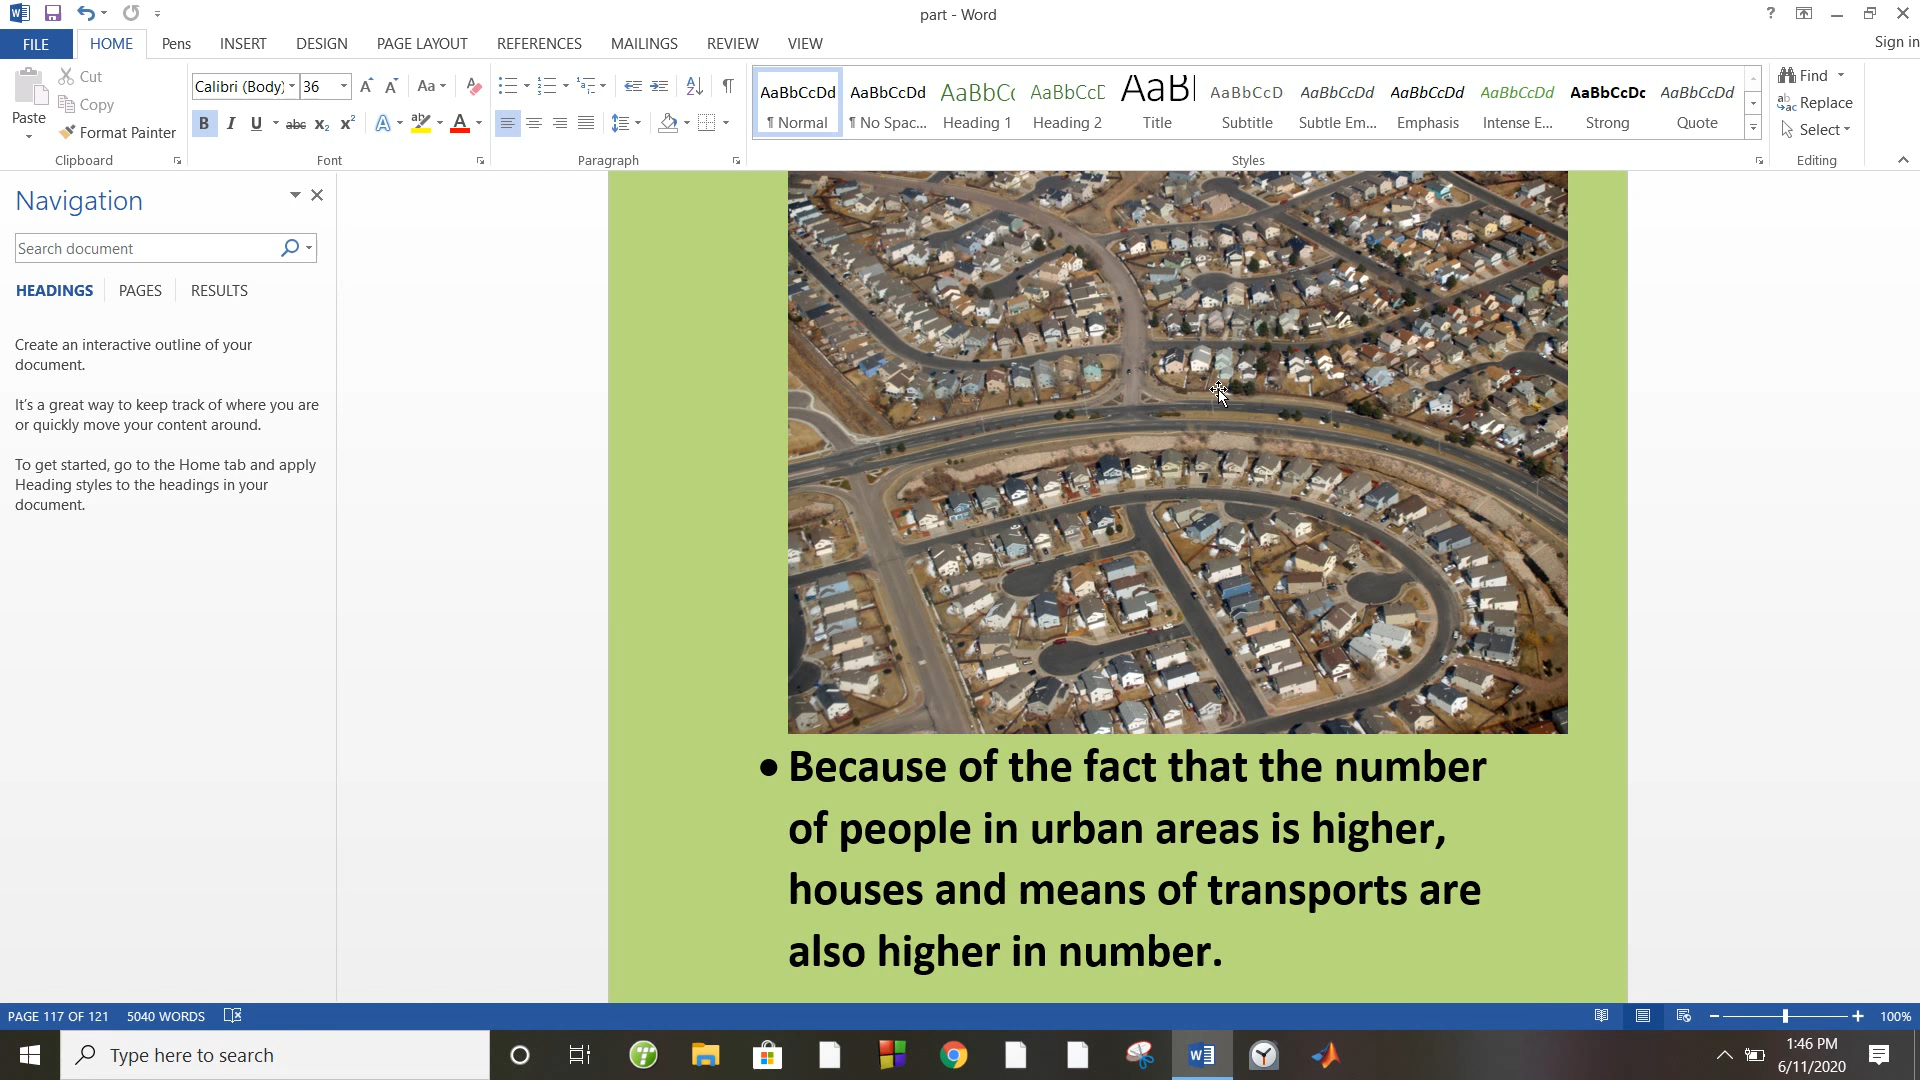 part - Word
?
Sign in
FILE
HOME
Pens
INSERT
DESIGN
PAGE LAYOUT
REFERENCES
MAILINGS
REVIEW
VIEW
Paste
Cut
Copy
Format Painter
Clipboard
Calibri (Body)
36
Aa
B I U abc x₂ x²
A ab A
Font
Paragraph
AaBbCcDd
¶ Normal
AaBbCcDd
¶ No Spac...
AaBbCc
Heading 1
AaBbCcC
Heading 2
AaBl
Title
AaBbCcD
Subtitle
AaBbCcDd
Subtle Em...
AaBbCcDd
Emphasis
AaBbCcDd
Intense E...
AaBbCcDc
Strong
AaBbCcDd
Quote
Styles
Find
Replace
Select
Editing
Navigation
Search document
HEADINGS
PAGES
RESULTS
Create an interactive outline of your
document.
It's a great way to keep track of where you are
or quickly move your content around.
To get started, go to the Home tab and apply
Heading styles to the headings in your
document.
• Because of the fact that the number
of people in urban areas is higher,
houses and means of transports are
also higher in number.
PAGE 117 OF 121
5040 WORDS
100%
Type here to search
1:46 PM
6/11/2020